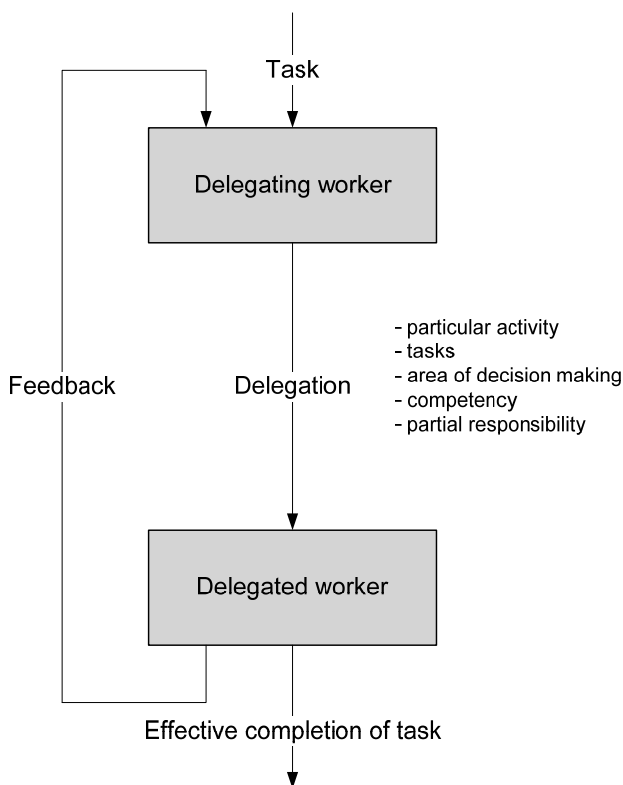 Task
Delegating worker
- particular activity
- tasks
- area of decision making
- competency
- partial responsibility
Feedback
Delegation
Delegated worker
Effective completion of task